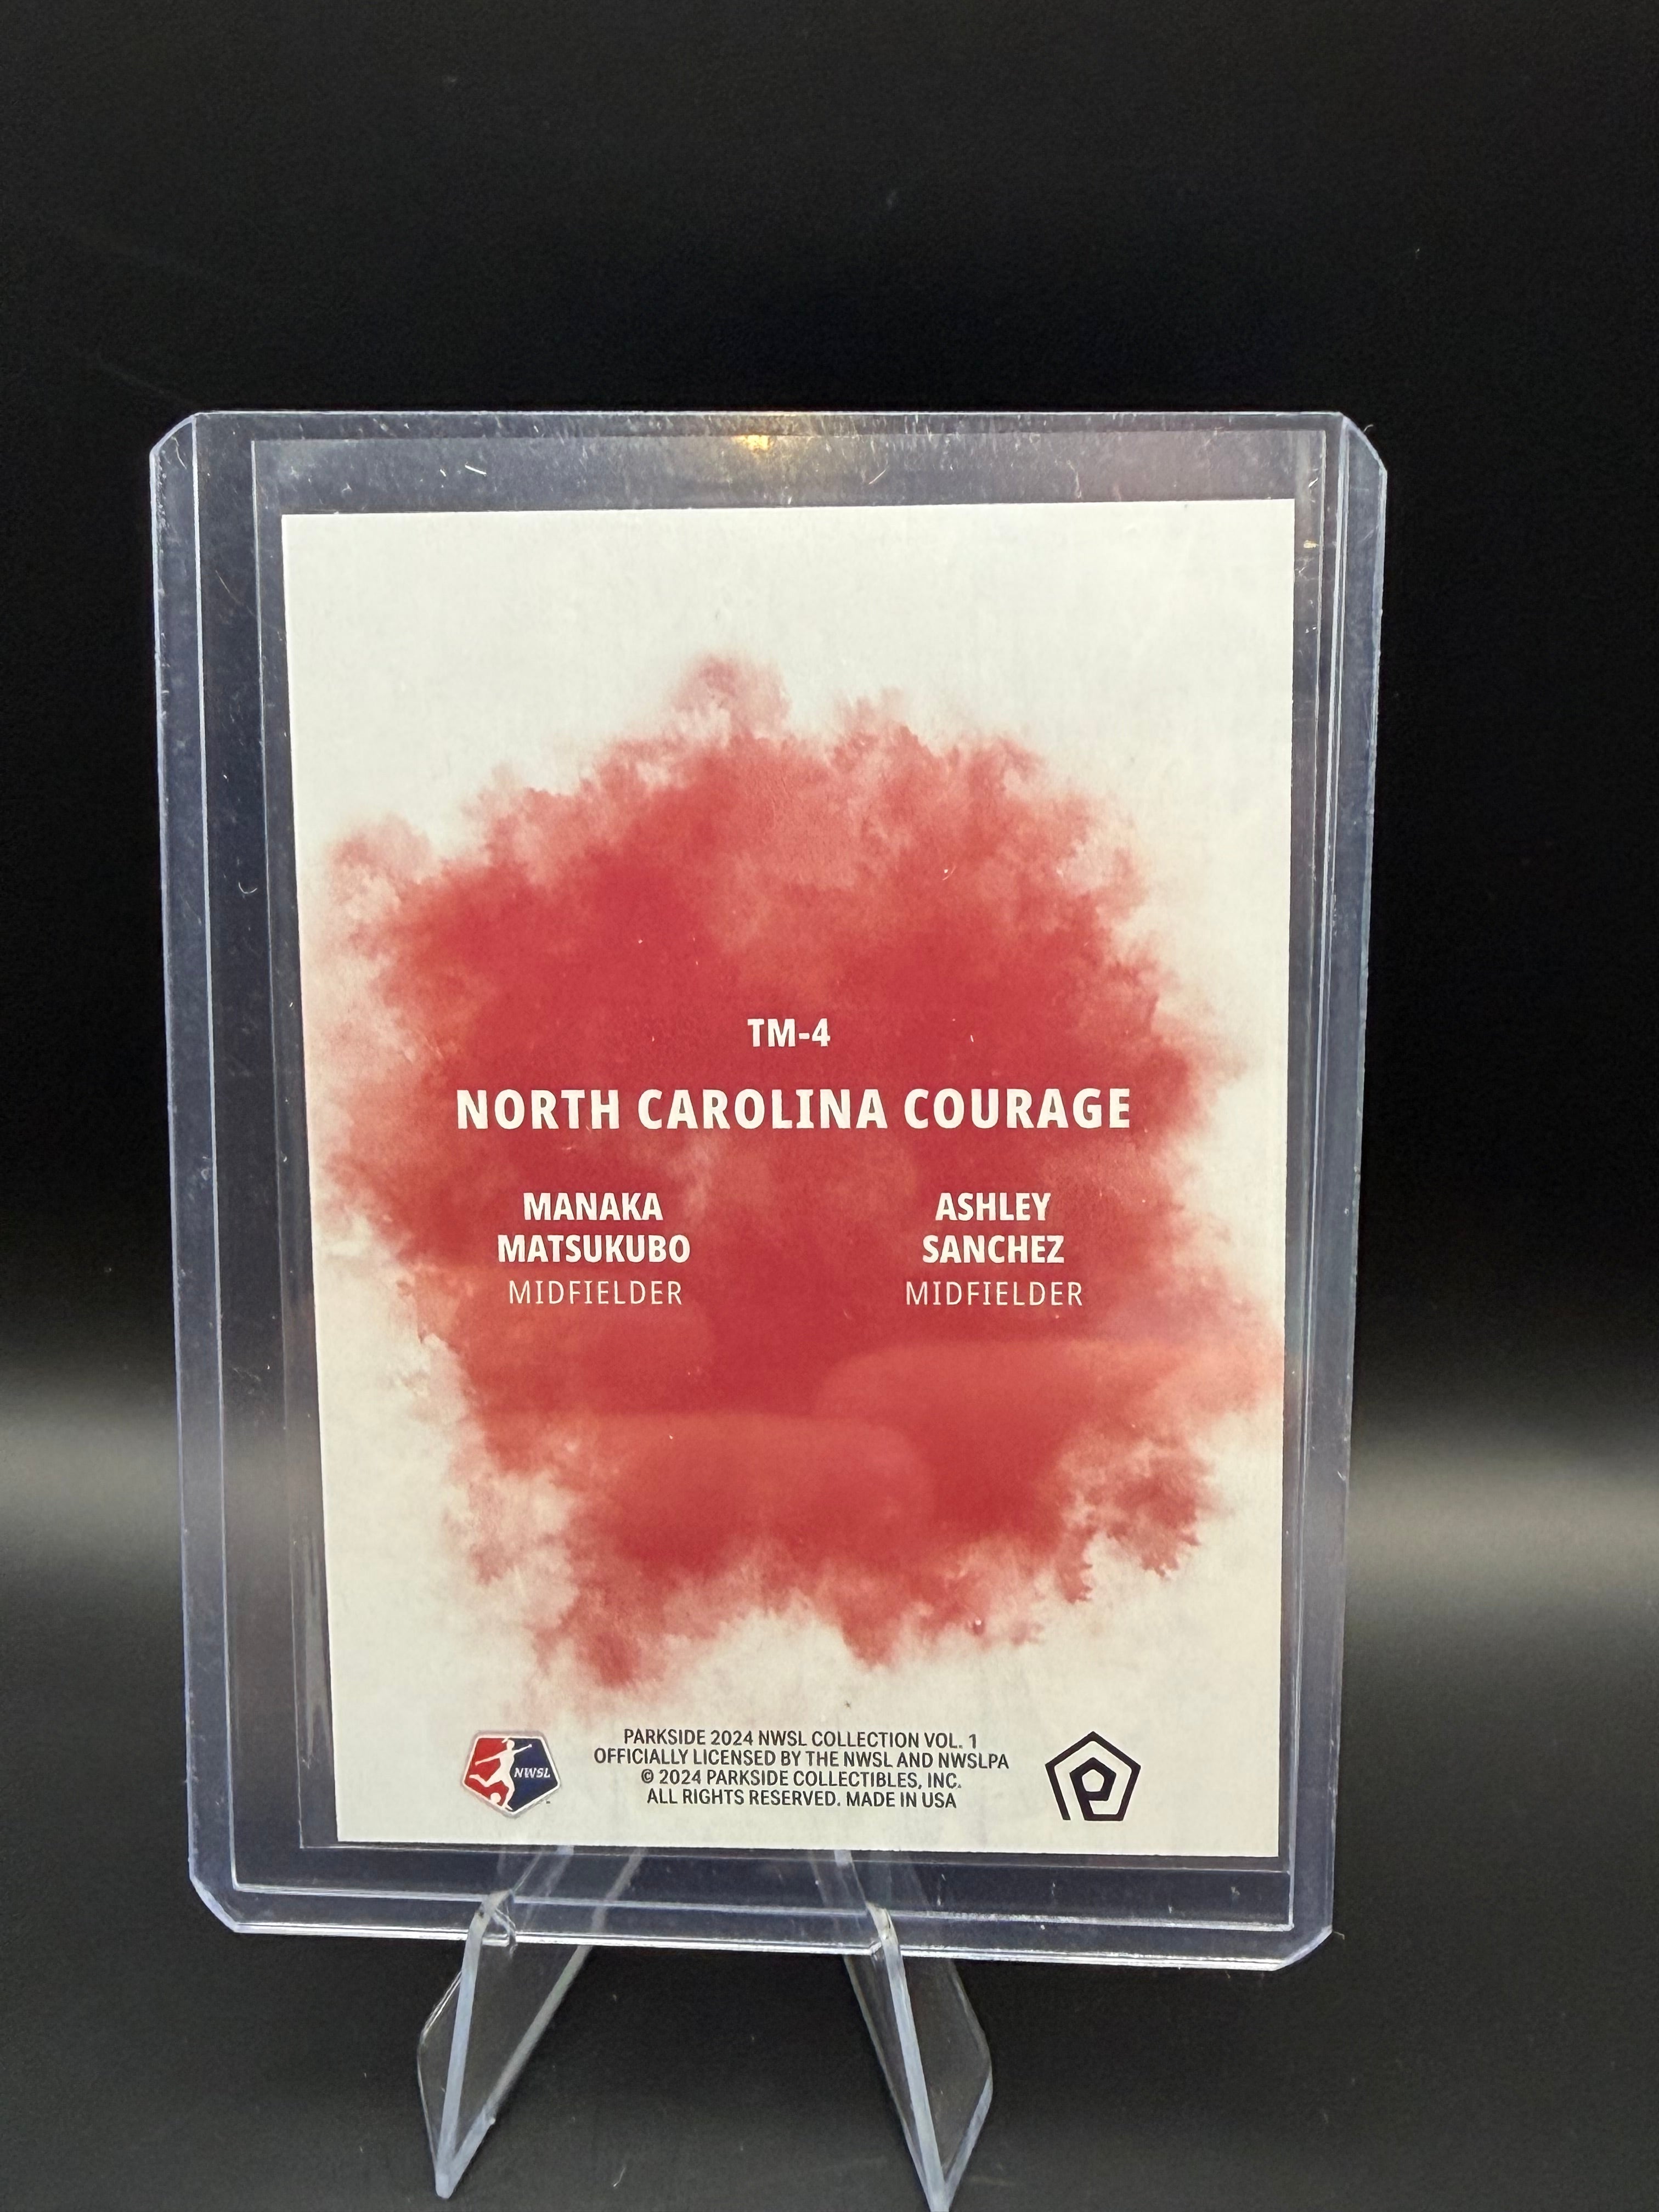 TM-4
NORTH CAROLINA COURAGE
MANAKA
MATSUKUBO
MIDFIELDER
ASHLEY
SANCHEZ
MIDFIELDER
NWSL
PARKSIDE 2024 NWSL COLLECTION VOL. 1
OFFICIALLY LICENSED BY THE NWSL AND NWSLPA
© 2024 PARKSIDE COLLECTIBLES, INC.
ALL RIGHTS RESERVED. MADE IN USA